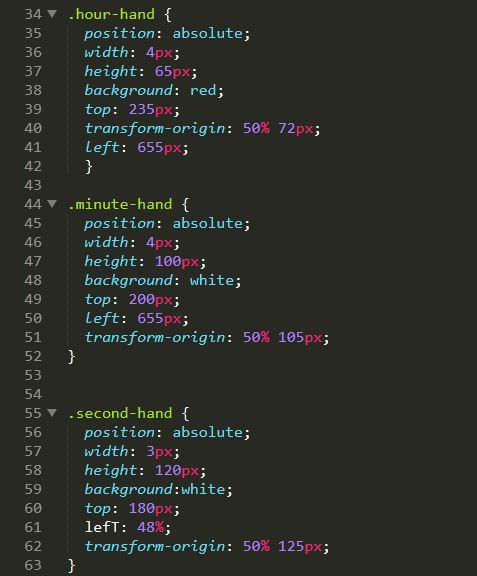 34 .hour-hand {
35 position: absolute;
36 width: 4px;
37 height: 65px;
38 background: red;
39 top: 235px;
40 transform-origin: 50% 72px;
41 left: 655px;
42 }
43
44 .minute-hand {
45 position: absolute;
46 width: 4px;
47 height: 100px;
48 background: white;
49 top: 200px;
50 left: 655px;
51 transform-origin: 50% 105px;
52 }
53
54
55 .second-hand {
56 position: absolute;
57 width: 3px;
58 height: 120px;
59 background:white;
60 top: 180px;
61 lefT: 48%;
62 transform-origin: 50% 125px;
63 }